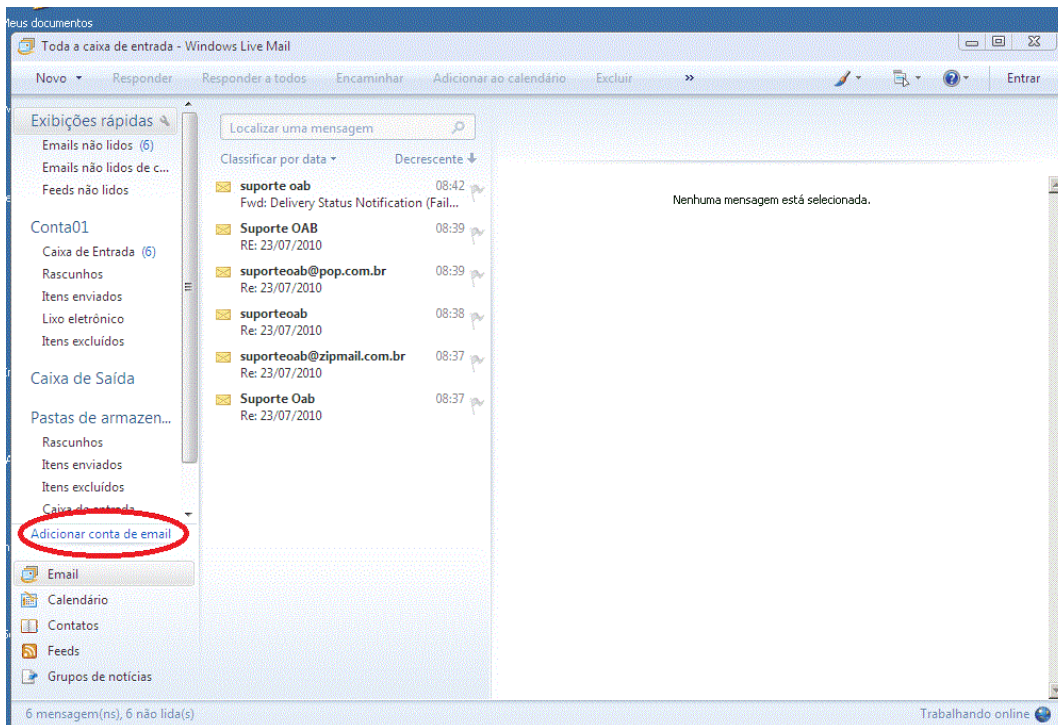 Meus documentos
Toda a caixa de entrada - Windows Live Mail
Novo Responder Responder a todos Encaminhar Adicionar ao calendário Excluir » Entrar
Exibições rápidas
Emails não lidos (6)
Emails não lidos de c...
Feeds não lidos
Conta01
Caixa de Entrada (6)
Rascunhos
Itens enviados
Lixo eletrônico
Itens excluídos
Caixa de Saída
Pastas de armazen...
Rascunhos
Itens enviados
Itens excluídos
Caixa de entrada
Adicionar conta de email
Email
Calendário
Contatos
Feeds
Grupos de notícias
Localizar uma mensagem
Classificar por data Decrescente
suporte oab 08:42
Fwd: Delivery Status Notification (Fail...
Suporte OAB 08:39
RE: 23/07/2010
suporteoab@pop.com.br 08:39
Re: 23/07/2010
suporteoab 08:38
Re: 23/07/2010
suporteoab@zipmail.com.br 08:37
Re: 23/07/2010
Suporte Oab 08:37
Re: 23/07/2010
Nenhuma mensagem está selecionada.
6 mensagem(ns), 6 não lida(s)
Trabalhando online